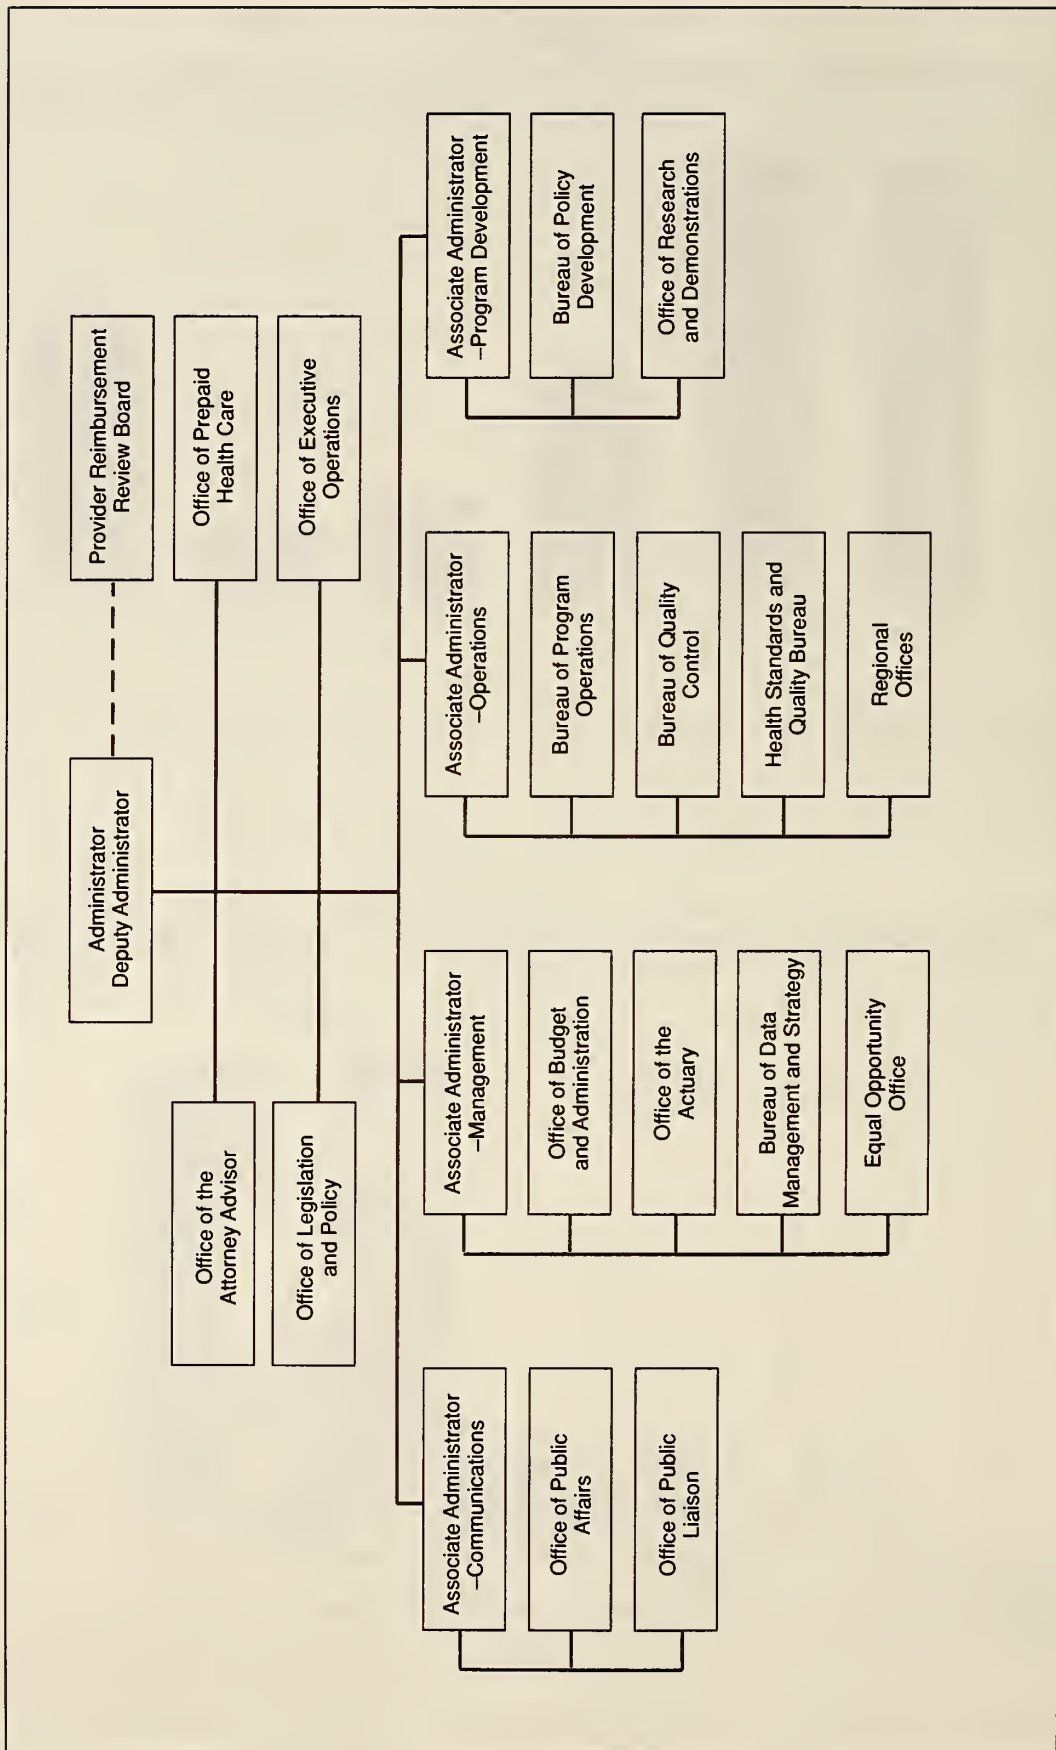 Administrator
Deputy Administrator
Provider Reimbursement
Review Board
Office of the
Attorney Advisor
Office of Prepaid
Health Care
Office of Legislation
and Policy
Office of Executive
Operations
Associate Administrator
–Communications
Office of Public
Affairs
Office of Public
Liaison
Associate Administrator
–Management
Office of Budget
and Administration
Office of the
Actuary
Bureau of Data
Management and Strategy
Equal Opportunity
Office
Associate Administrator
–Operations
Bureau of Program
Operations
Bureau of Quality
Control
Health Standards and
Quality Bureau
Regional
Offices
Associate Administrator
–Program Development
Bureau of Policy
Development
Office of Research
and Demonstrations